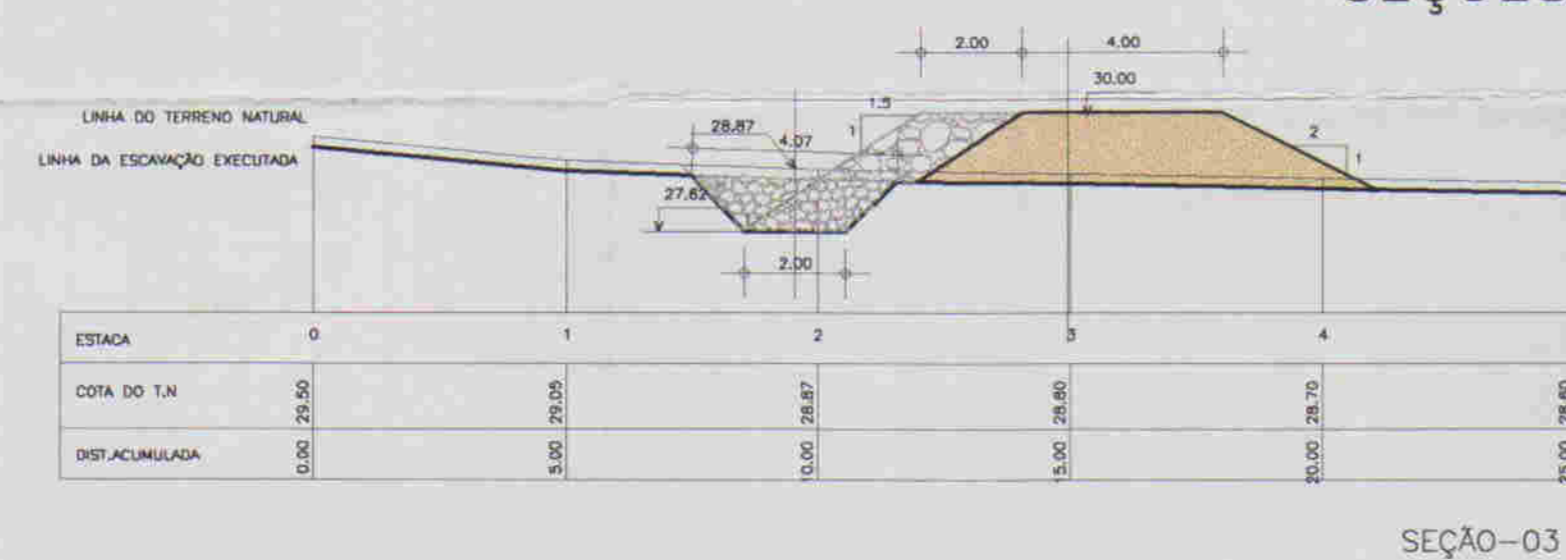 2.00 4.00
30.00
LINHA DO TERRENO NATURAL
1.5
1
28.87
4.07
2
1
LINHA DA ESCAVAÇÃO EXECUTADA
27.62
2.00
ESTACA 0 1 2 3 4
COTA DO T.N 29.50 29.05 28.87 28.80 28.70
DIST.ACUMULADA 0.00 5.00 10.00 15.00 20.00 25.00
SEÇÃO-03